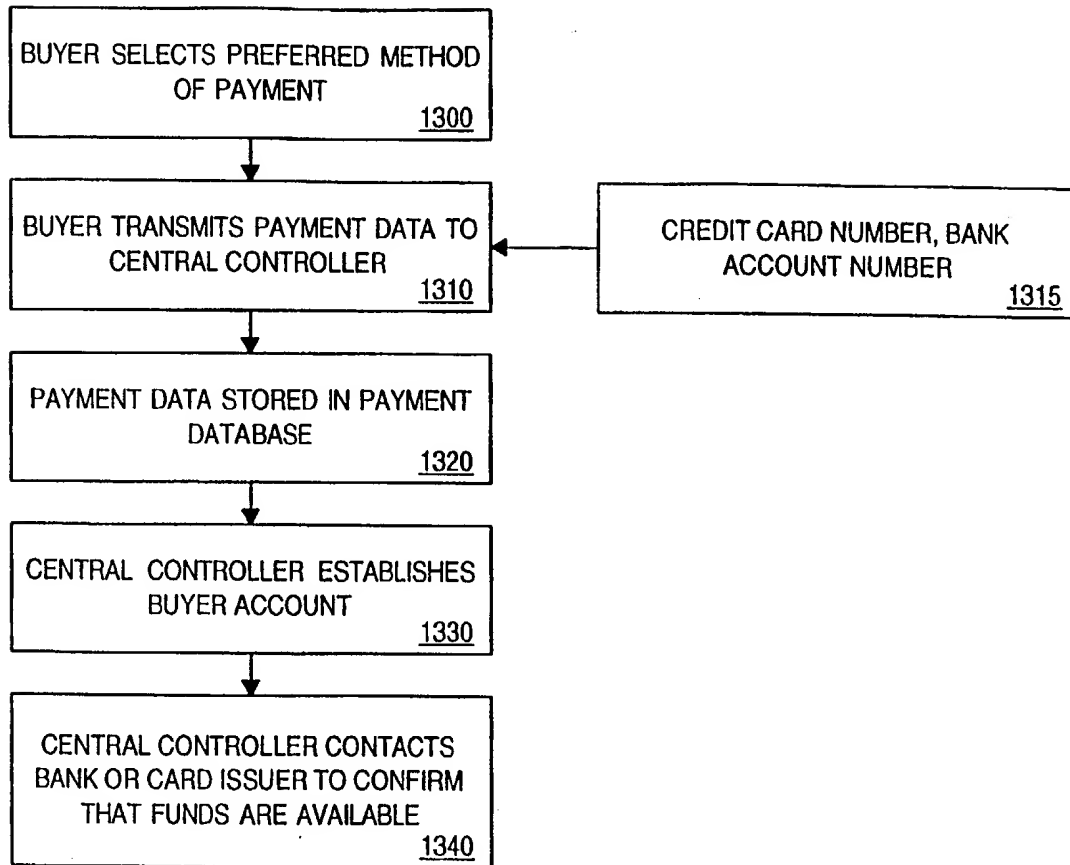 BUYER SELECTS PREFERRED METHOD
OF PAYMENT
1300
BUYER TRANSMITS PAYMENT DATA TO
CENTRAL CONTROLLER
1310
CREDIT CARD NUMBER, BANK
ACCOUNT NUMBER
1315
PAYMENT DATA STORED IN PAYMENT
DATABASE
1320
CENTRAL CONTROLLER ESTABLISHES
BUYER ACCOUNT
1330
CENTRAL CONTROLLER CONTACTS
BANK OR CARD ISSUER TO CONFIRM
THAT FUNDS ARE AVAILABLE
1340